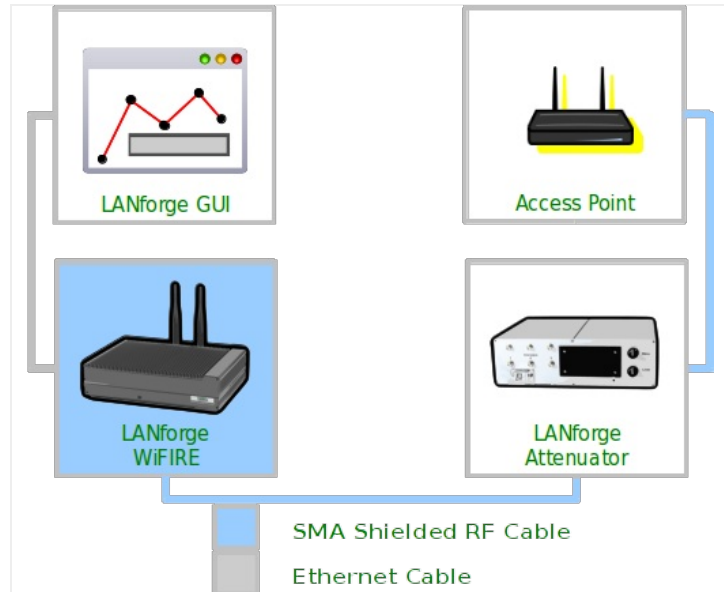 LANforge GUI
Access Point
LANforge
WiFIRE
LANforge
Attenuator
SMA Shielded RF Cable
Ethernet Cable